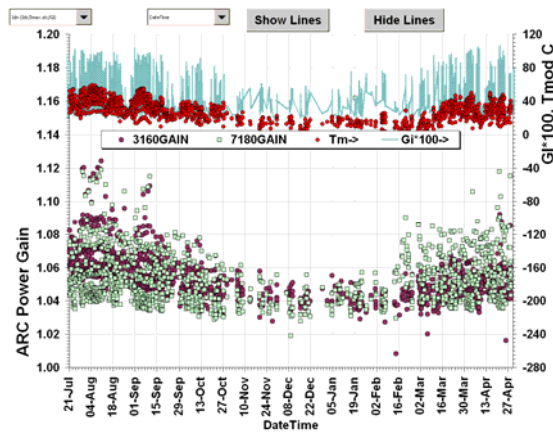 DateTime
Show Lines
Hide Lines
1.20
1.18
1.16
1.14
1.12
1.10
1.08
1.06
1.04
1.02
1.00
ARC Power Gain
3160GAIN 7180GAIN Tm-> Gi*100->
120
80
40
0
-40
-80
-120
-160
-200
-240
-280
Gi*100, Tmod C
21-Jul
04-Aug
18-Aug
01-Sep
15-Sep
29-Sep
13-Oct
27-Oct
10-Nov
24-Nov
08-Dec
22-Dec
05-Jan
19-Jan
02-Feb
16-Feb
02-Mar
16-Mar
30-Mar
13-Apr
27-Apr
DateTime